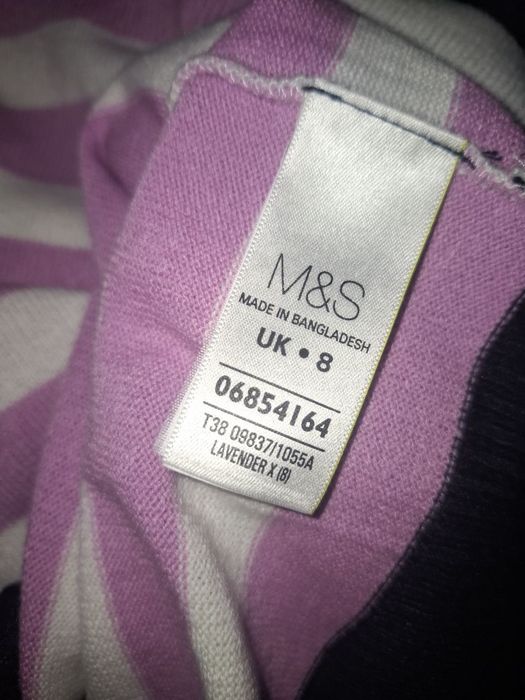 M&S
MADE IN BANGLADESH
UK • 8
06854164
T38 09837/1055A
LAVENDER X (8)